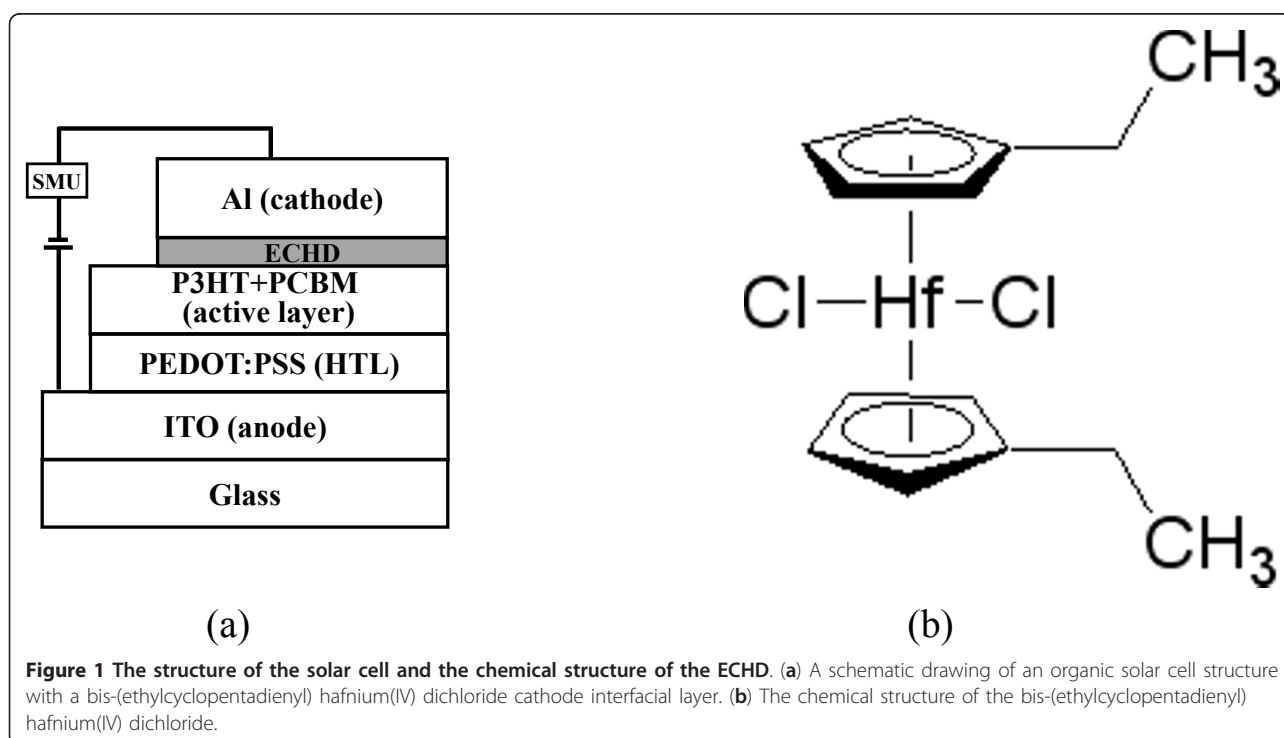 SMU
Al (cathode)
ECHD
P3HT+PCBM
(active layer)
PEDOT:PSS (HTL)
ITO (anode)
Glass
(a)
CH3
Cl Hf Cl
CH3
(b)
Figure 1 The structure of the solar cell and the chemical structure of the ECHD. (a) A schematic drawing of an organic solar cell structure
with a bis-(ethylcyclopentadienyl) hafnium(IV) dichloride cathode interfacial layer. (b) The chemical structure of the bis-(ethylcyclopentadienyl)
hafnium(IV) dichloride.